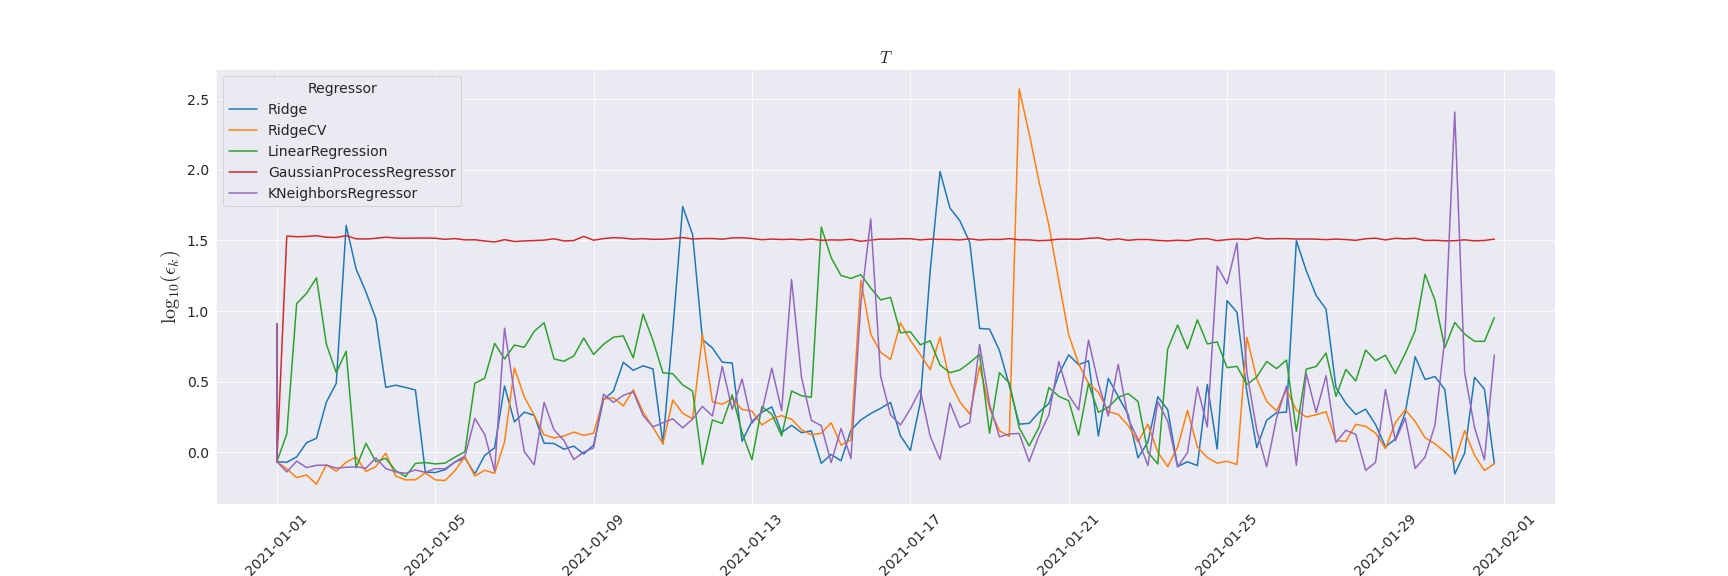 T
Regressor
Ridge
RidgeCV
LinearRegression
GaussianProcessRegressor
KNeighborsRegressor
log₁₀(ϵₖ)
2.5
2.0
1.5
1.0
0.5
0.0
2021-01-01
2021-01-05
2021-01-09
2021-01-13
2021-01-17
2021-01-21
2021-01-25
2021-01-29
2021-02-01